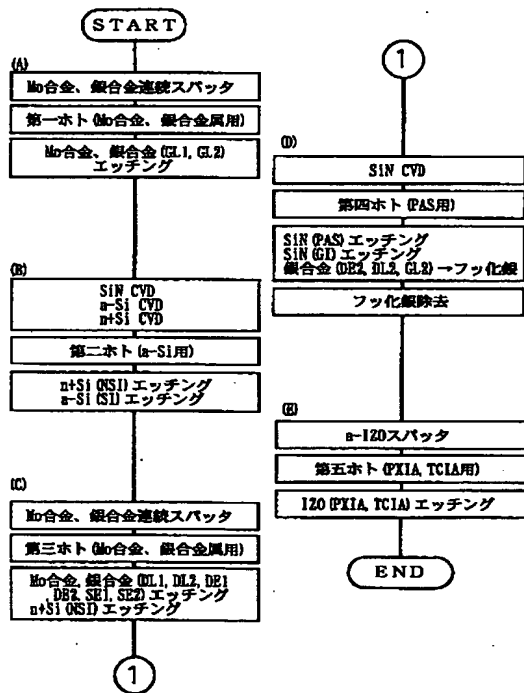 START
(A)
Mo合金、銀合金連続スパッタ
第一ホト(Mo合金、銀合金属用)
Mo合金、銀合金(GL1, GL2)
エッチング
(B)
SiN CVD
a-Si CVD
n+Si CVD
第二ホト(a-Si用)
n+Si(NSI)エッチング
a-Si(SI)エッチング
(C)
Mo合金、銀合金連続スパッタ
第三ホト(Mo合金、銀合金属用)
Mo合金, 銀合金(DL1, DL2, DE1
, DE2, SE1, SE2)エッチング
n+Si(NSI)エッチング
1
1
(D)
SiN CVD
第四ホト(PAS用)
SiN(PAS)エッチング
SiN(GI)エッチング
銀合金(DE2, DL2, GL2)→フッ化銀
フッ化銀除去
(E)
a-IZOスパッタ
第五ホト(PXIA, TCIA用)
IZO(PXIA, TCIA)エッチング
END